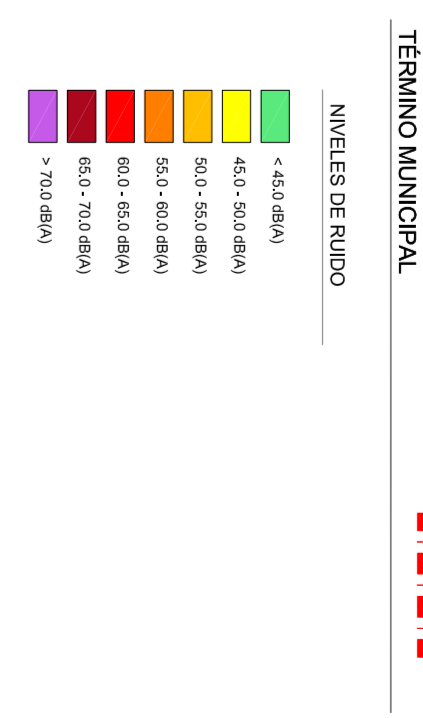 TÉRMINO MUNICIPAL
NIVELES DE RUIDO
< 45.0 dB(A)
45.0 - 50.0 dB(A)
50.0 - 55.0 dB(A)
55.0 - 60.0 dB(A)
60.0 - 65.0 dB(A)
65.0 - 70.0 dB(A)
> 70.0 dB(A)